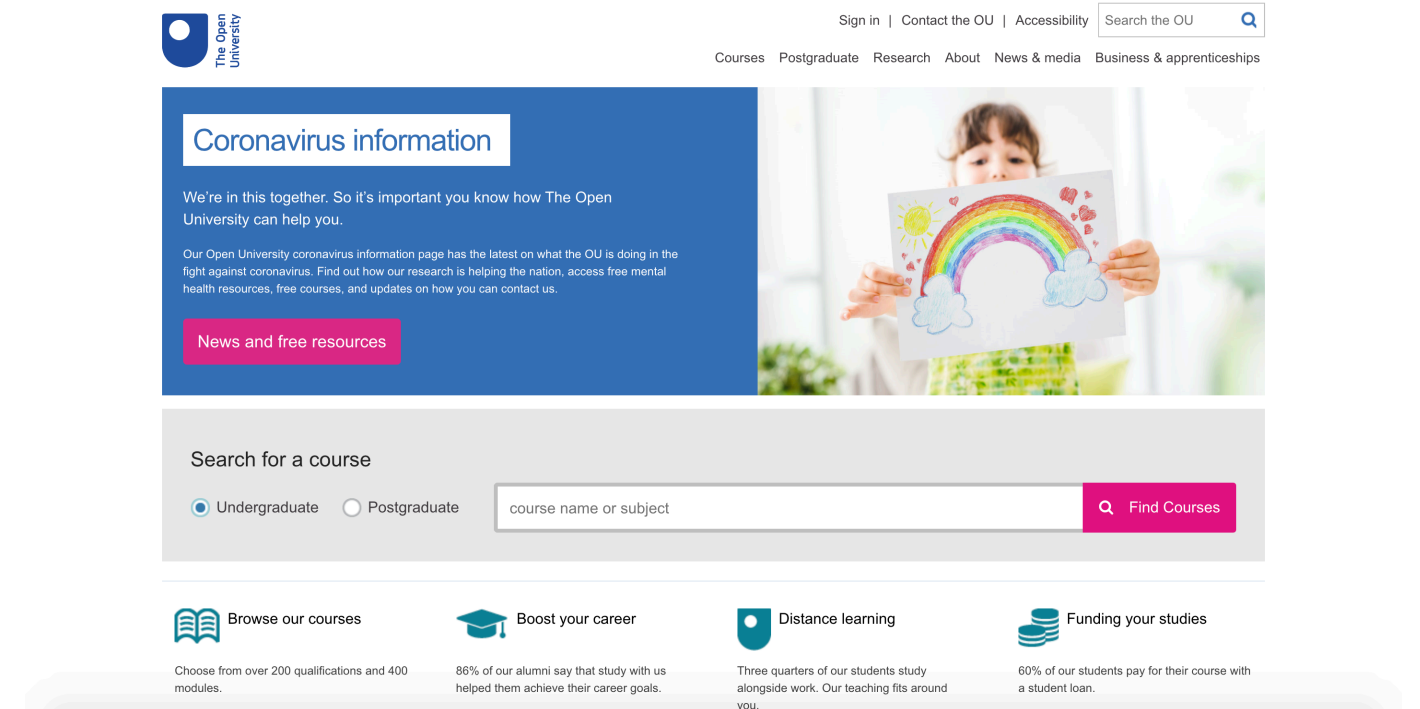 The Open
University
Sign in | Contact the OU | Accessibility
Search the OU
Courses Postgraduate Research About News & media Business & apprenticeships
Coronavirus information
We’re in this together. So it’s important you know how The Open
University can help you.
Our Open University coronavirus information page has the latest on what the OU is doing in the
fight against coronavirus. Find out how our research is helping the nation, access free mental
health resources, free courses, and updates on how you can contact us.
News and free resources
Search for a course
Undergraduate
Postgraduate
course name or subject
Find Courses
Browse our courses
Choose from over 200 qualifications and 400
modules.
Boost your career
86% of our alumni say that study with us
helped them achieve their career goals.
Distance learning
Three quarters of our students study
alongside work. Our teaching fits around
you.
Funding your studies
60% of our students pay for their course with
a student loan.